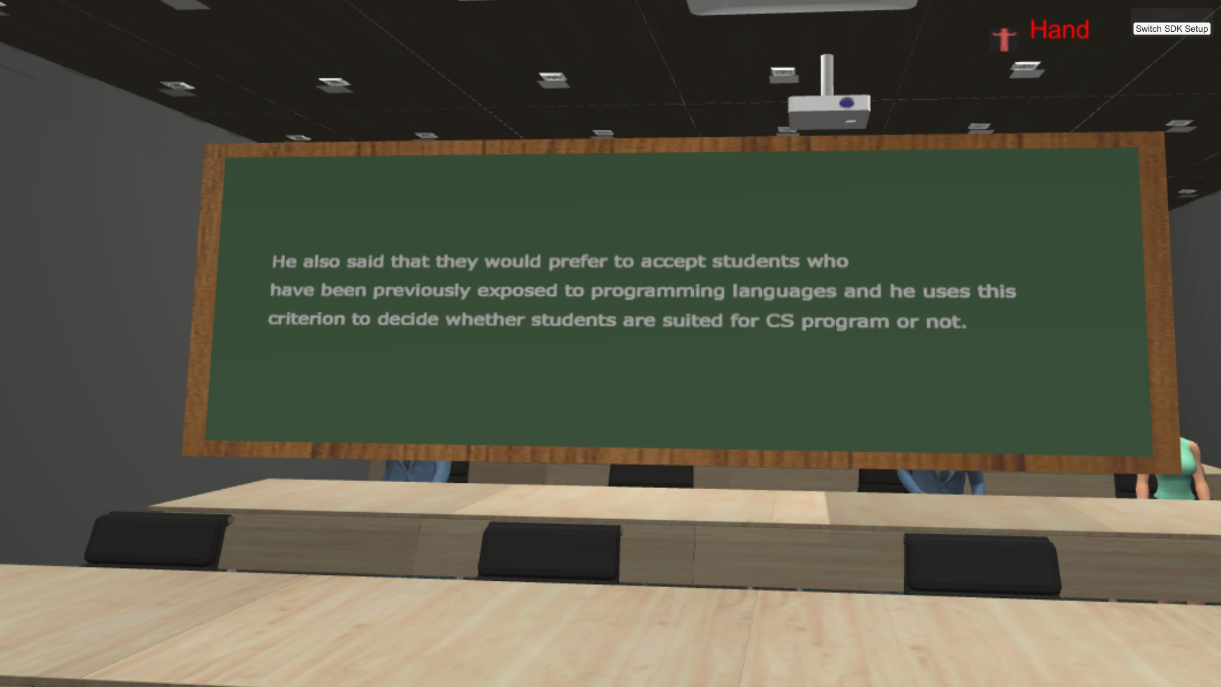 Hand
Switch SDK Setup
He also said that they would prefer to accept students who
have been previously exposed to programming languages and he uses this
criterion to decide whether students are suited for CS program or not.